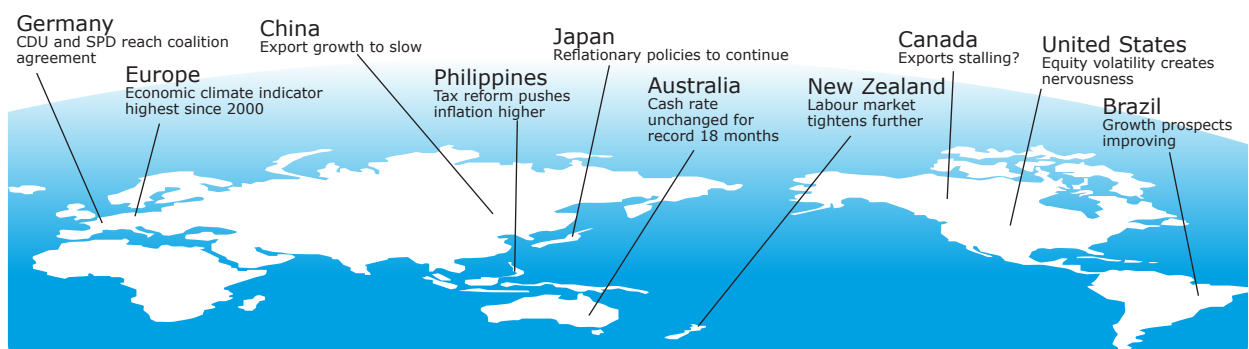 Germany
CDU and SPD reach coalition
agreement
Europe
Economic climate indicator
highest since 2000
China
Export growth to slow
Philippines
Tax reform pushes
inflation higher
Japan
Reflationary policies to continue
Australia
Cash rate
unchanged for
record 18 months
New Zealand
Labour market
tightens further
Canada
Exports stalling?
United States
Equity volatility creates
nervousness
Brazil
Growth prospects
improving